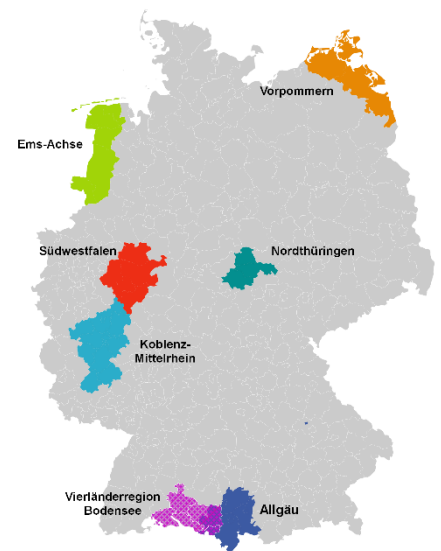 Vorpommern
Ems-Achse
Südwestfalen
Nordthüringen
Koblenz-
Mittelrhein
Vierländerregion
Bodensee
Allgäu